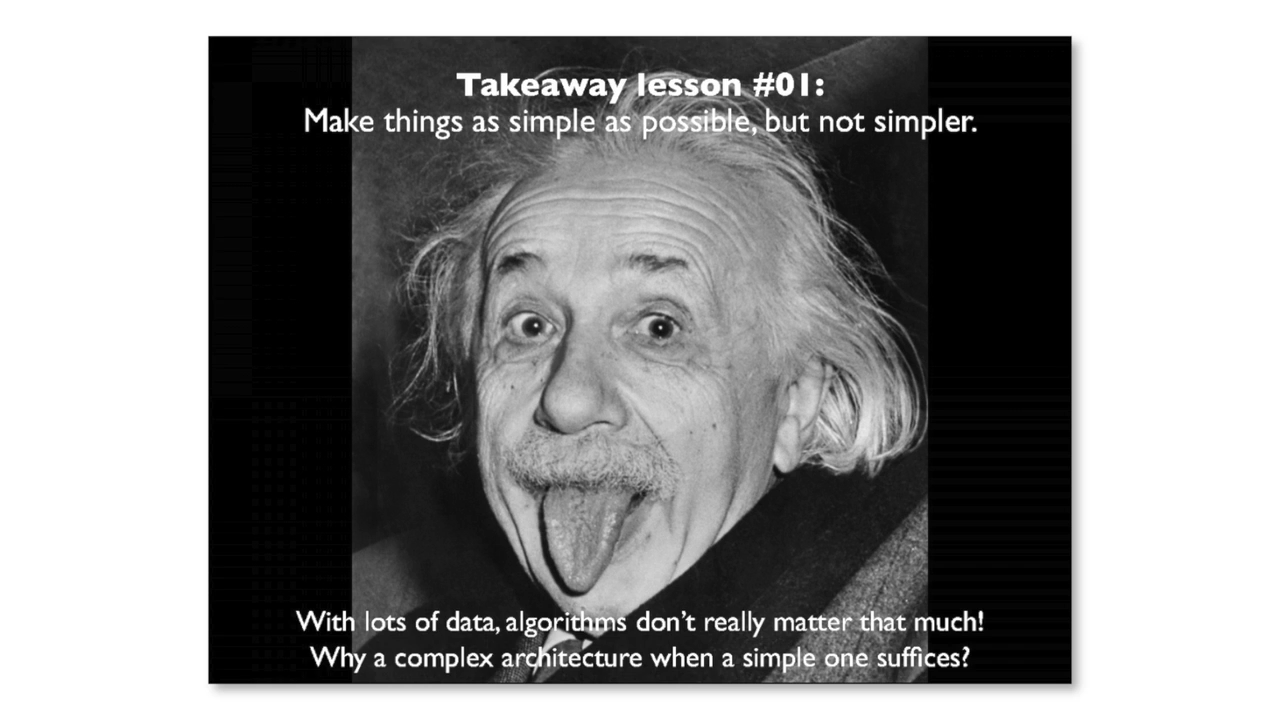 Takeaway lesson #01:
Make things as simple as possible, but not simpler.
With lots of data, algorithms don't really matter that much!
Why a complex architecture when a simple one suffices?